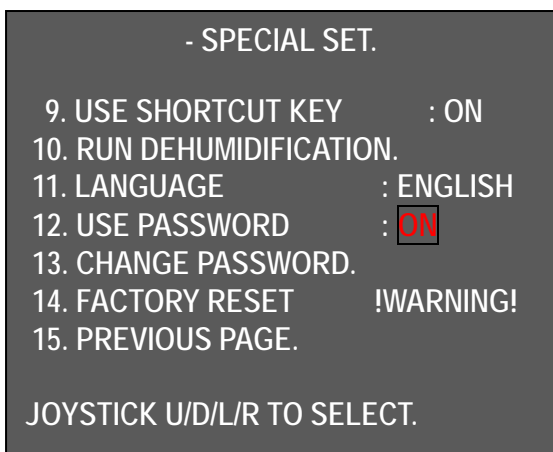 - SPECIAL SET.
9. USE SHORTCUT KEY : ON
10. RUN DEHUMIDIFICATION.
11. LANGUAGE : ENGLISH
12. USE PASSWORD : ON
13. CHANGE PASSWORD.
14. FACTORY RESET !WARNING!
15. PREVIOUS PAGE.
JOYSTICK U/D/L/R TO SELECT.